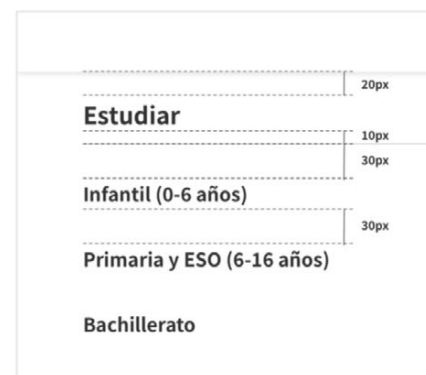 20px
Estudiar
10px
30px
Infantil (0-6 años)
30px
Primaria y ESO (6-16 años)
Bachillerato